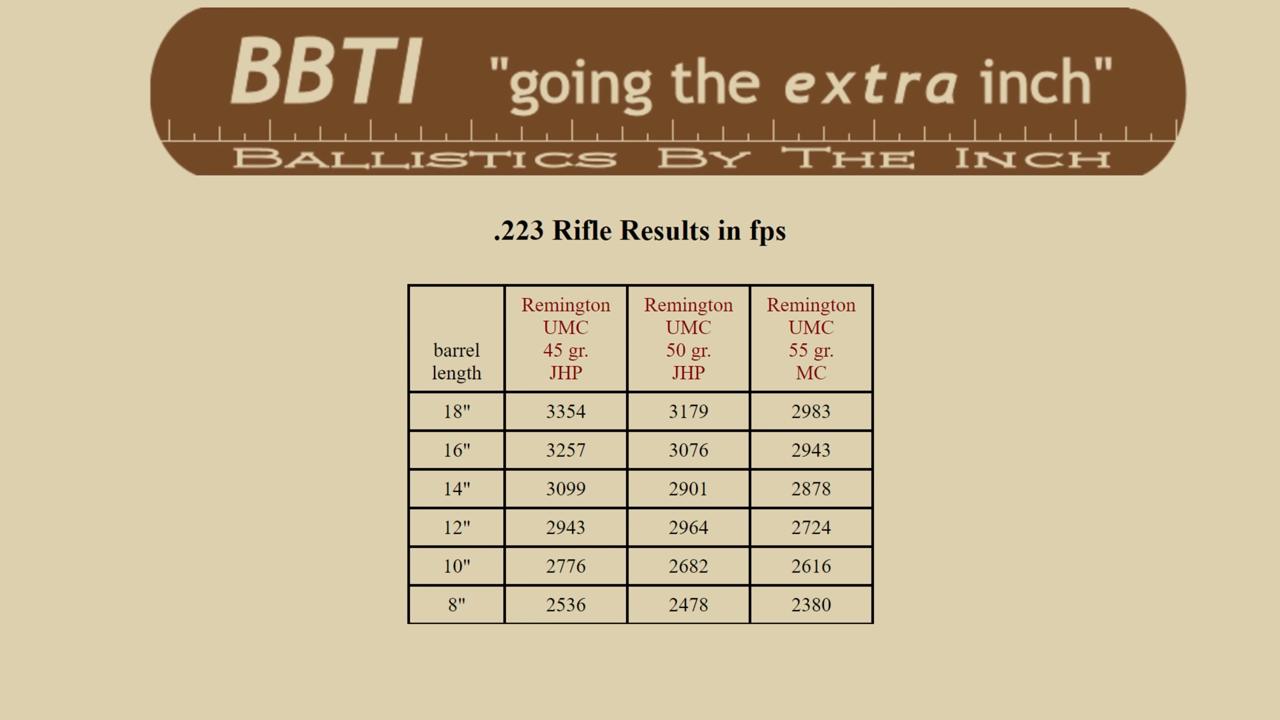 BBTI "going the extra inch"
BALLISTICS BY THE INCH
.223 Rifle Results in fps
barrel length Remington UMC 45 gr. JHP Remington UMC 50 gr. JHP Remington UMC 55 gr. MC
18" 3354 3179 2983
16" 3257 3076 2943
14" 3099 2901 2878
12" 2943 2964 2724
10" 2776 2682 2616
8" 2536 2478 2380